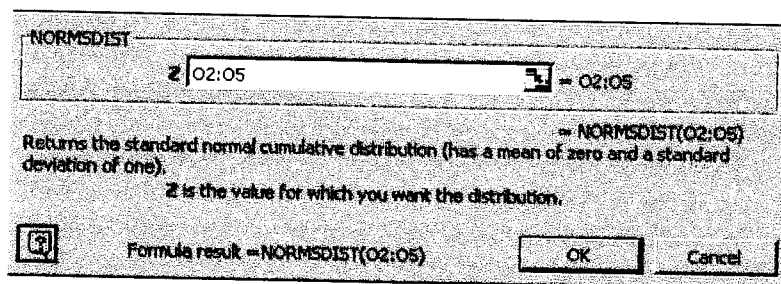 NORMSDIST
Z O2:O5 = O2:O5
= NORMSDIST(O2:O5)
Returns the standard normal cumulative distribution (has a mean of zero and a standard
deviation of one).
Z is the value for which you want the distribution.
Formula result =NORMSDIST(O2:O5)
OK
Cancel